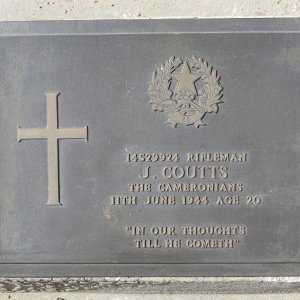 14529924 RIFLEMAN
J. COUTTS
THE CAMERONIANS
11TH JUNE 1944 AGE 20
"IN OUR THOUGHTS
TILL HE COMETH"